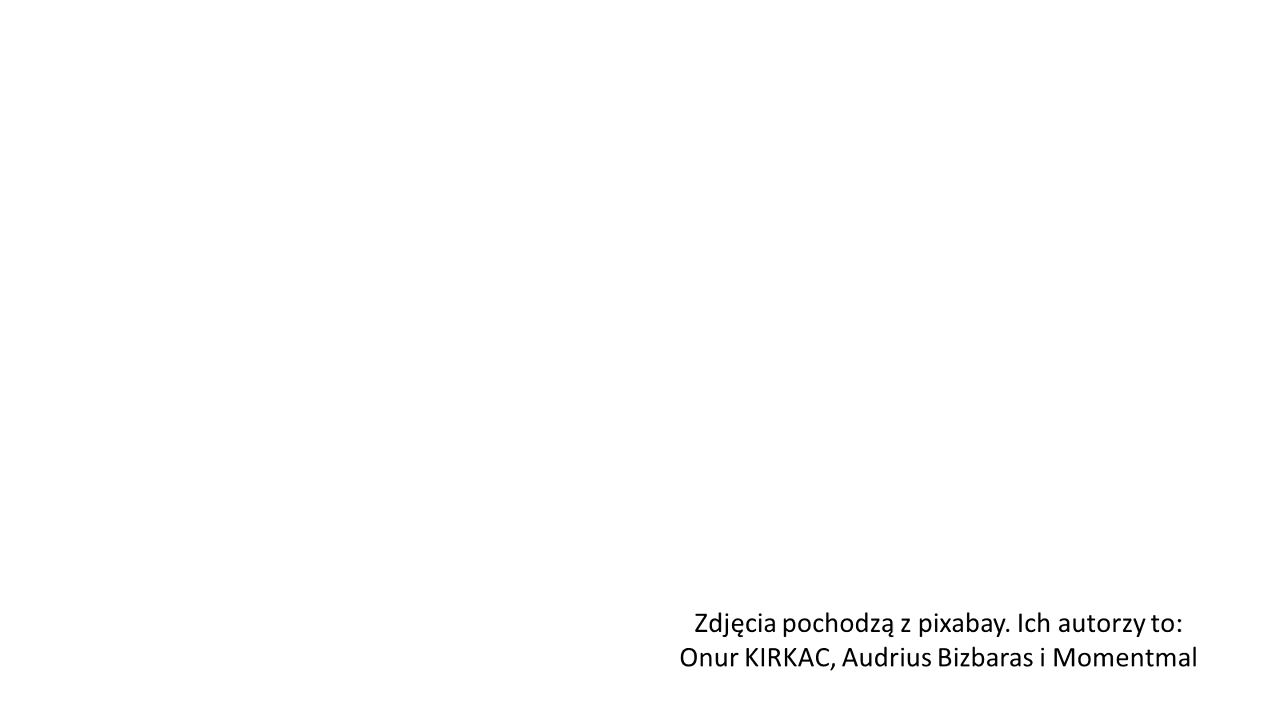 Zdjęcia pochodzą z pixabay. Ich autorzy to:
Onur KIRKAC, Audrius Bizbaras i Momentmal